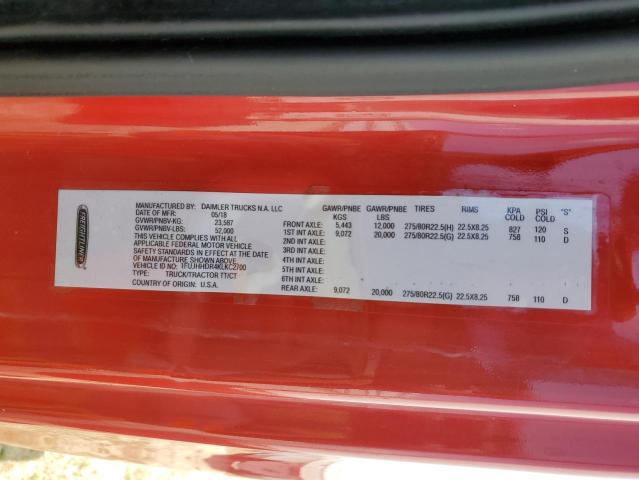 FREIGHTLINER
MANUFACTURED BY: DAIMLER TRUCKS N.A. LLC
DATE OF MFR: 05/18
GVWR/PNBV-KG: 23,587
GVWR/PNBV-LBS: 52,000
THIS VEHICLE COMPLIES WITH ALL
APPLICABLE FEDERAL MOTOR VEHICLE
SAFETY STANDARDS IN EFFECT AT THE DATE
OF MANUFACTURE SHOWN ABOVE.
VEHICLE ID NO.: 1FUJHHDR4KLKC2700
TYPE: TRUCK/TRACTOR TT/CT
COUNTRY OF ORIGIN: U.S.A.
GAWR/PNBE KGS GAWR/PNBE LBS TIRES RIMS KPA COLD PSI COLD "S"
FRONT AXLE: 5,443 12,000 275/80R22.5(H) 22.5X8.25 827 120 S
1ST INT AXLE: 9,072 20,000 275/80R22.5(G) 22.5X8.25 758 110 D
2ND INT AXLE:
3RD INT AXLE:
4TH INT AXLE:
5TH INT AXLE:
6TH INT AXLE:
REAR AXLE: 9,072 20,000 275/80R22.5(G) 22.5X8.25 758 110 D